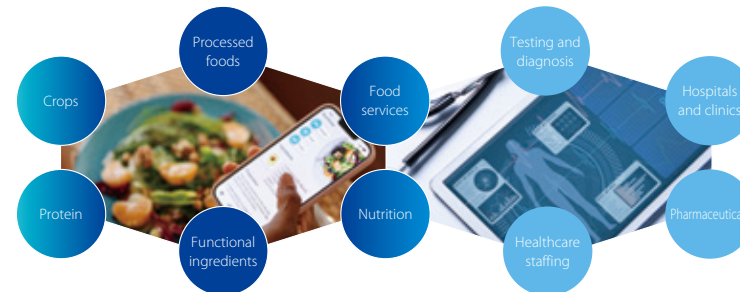 Processed
foods
Testing and
diagnosis
Crops
Food
services
Hospitals
and clinics
Protein
Nutrition
Pharmaceutica
Functional
ingredients
Healthcare
staffing